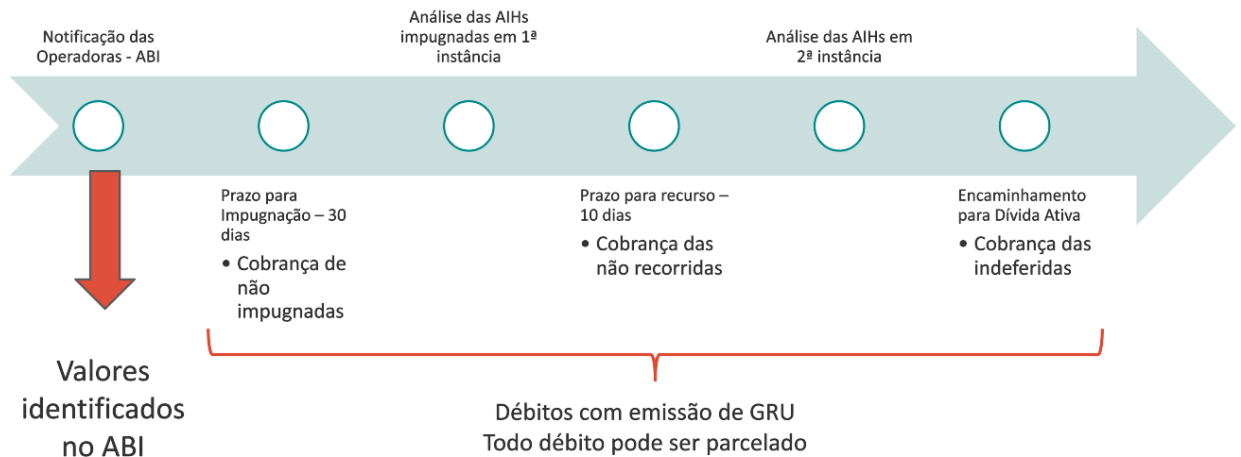 Notificação das
Operadoras - ABI
Análise das AIHs
impugnadas em 1ª
instância
Análise das AIHs em
2ª instância
Prazo para
Impugnação – 30
dias
• Cobrança de
não
impugnadas
Prazo para recurso –
10 dias
• Cobrança das
não recorridas
Encaminhamento
para Dívida Ativa
• Cobrança das
indeferidas
Valores
identificados
no ABI
Débitos com emissão de GRU
Todo débito pode ser parcelado